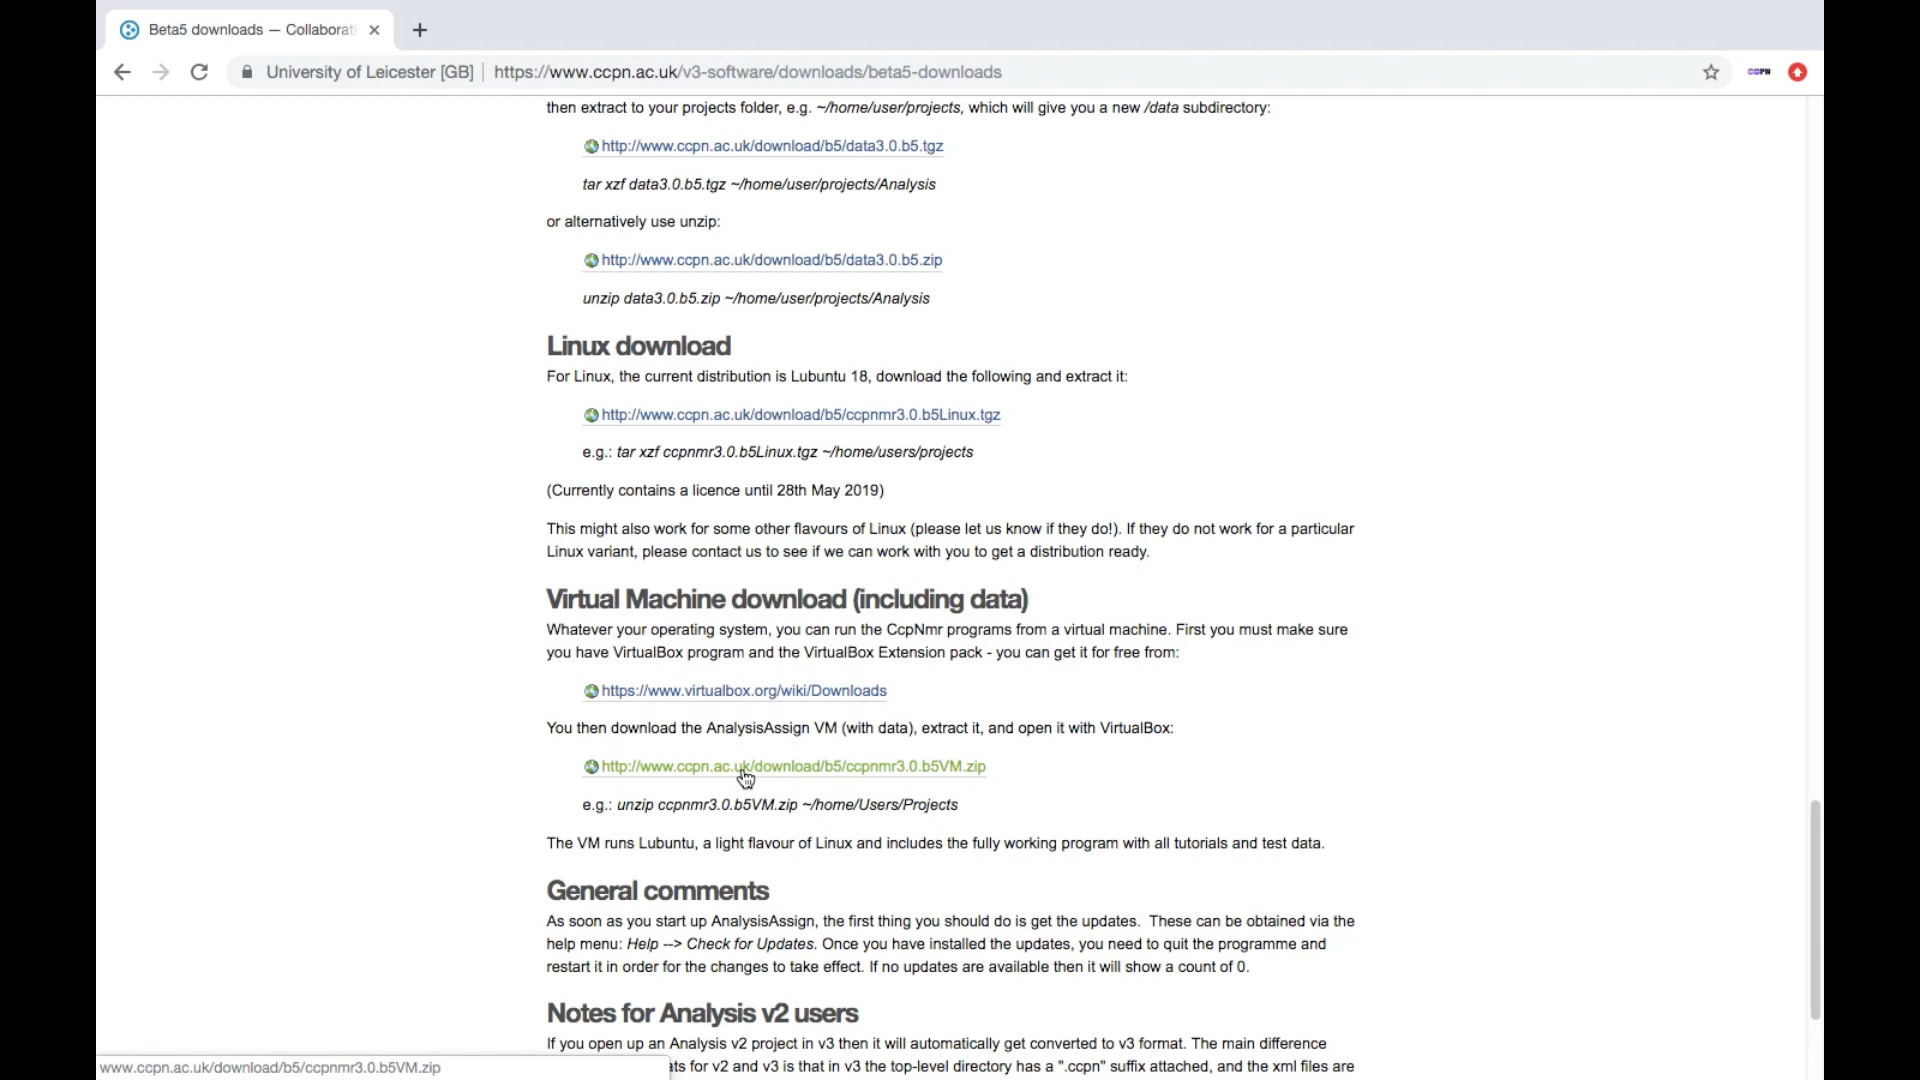 Beta5 downloads — Collaborati
University of Leicester [GB] https://www.ccpn.ac.uk/v3-software/downloads/beta5-downloads
CCPN
then extract to your projects folder, e.g. ~/home/user/projects, which will give you a new /data subdirectory:
http://www.ccpn.ac.uk/download/b5/data3.0.b5.tgz
tar xzf data3.0.b5.tgz ~/home/user/projects/Analysis
or alternatively use unzip:
http://www.ccpn.ac.uk/download/b5/data3.0.b5.zip
unzip data3.0.b5.zip ~/home/user/projects/Analysis
Linux download
For Linux, the current distribution is Lubuntu 18, download the following and extract it:
http://www.ccpn.ac.uk/download/b5/ccpnmr3.0.b5Linux.tgz
e.g.: tar xzf ccpnmr3.0.b5Linux.tgz ~/home/users/projects
(Currently contains a licence until 28th May 2019)
This might also work for some other flavours of Linux (please let us know if they do!). If they do not work for a particular
Linux variant, please contact us to see if we can work with you to get a distribution ready.
Virtual Machine download (including data)
Whatever your operating system, you can run the CcpNmr programs from a virtual machine. First you must make sure
you have VirtualBox program and the VirtualBox Extension pack - you can get it for free from:
https://www.virtualbox.org/wiki/Downloads
You then download the AnalysisAssign VM (with data), extract it, and open it with VirtualBox:
http://www.ccpn.ac.uk/download/b5/ccpnmr3.0.b5VM.zip
e.g.: unzip ccpnmr3.0.b5VM.zip ~/home/Users/Projects
The VM runs Lubuntu, a light flavour of Linux and includes the fully working program with all tutorials and test data.
General comments
As soon as you start up AnalysisAssign, the first thing you should do is get the updates. These can be obtained via the
help menu: Help --> Check for Updates. Once you have installed the updates, you need to quit the programme and
restart it in order for the changes to take effect. If no updates are available then it will show a count of 0.
Notes for Analysis v2 users
If you open up an Analysis v2 project in v3 then it will automatically get converted to v3 format. The main difference
ats for v2 and v3 is that in v3 the top-level directory has a ".ccpn" suffix attached, and the xml files are
www.ccpn.ac.uk/download/b5/ccpnmr3.0.b5VM.zip